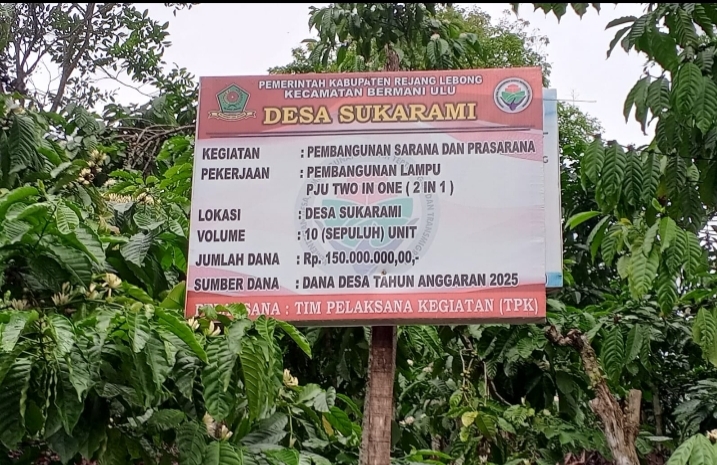 PEMERINTAH KABUPATEN REJANG LEBONG
KECAMATAN BERMANI ULU
DESA SUKARAMI
KEGIATAN : PEMBANGUNAN SARANA DAN PRASARANA
PEKERJAAN : PEMBANGUNAN LAMPU
PJU TWO IN ONE ( 2 IN 1 )
LOKASI : DESA SUKARAMI
VOLUME : 10 (SEPULUH) UNIT
JUMLAH DANA : Rp. 150.000.000,00,-
SUMBER DANA : DANA DESA TAHUN ANGGARAN 2025
: TIM PELAKSANA KEGIATAN (TPK)